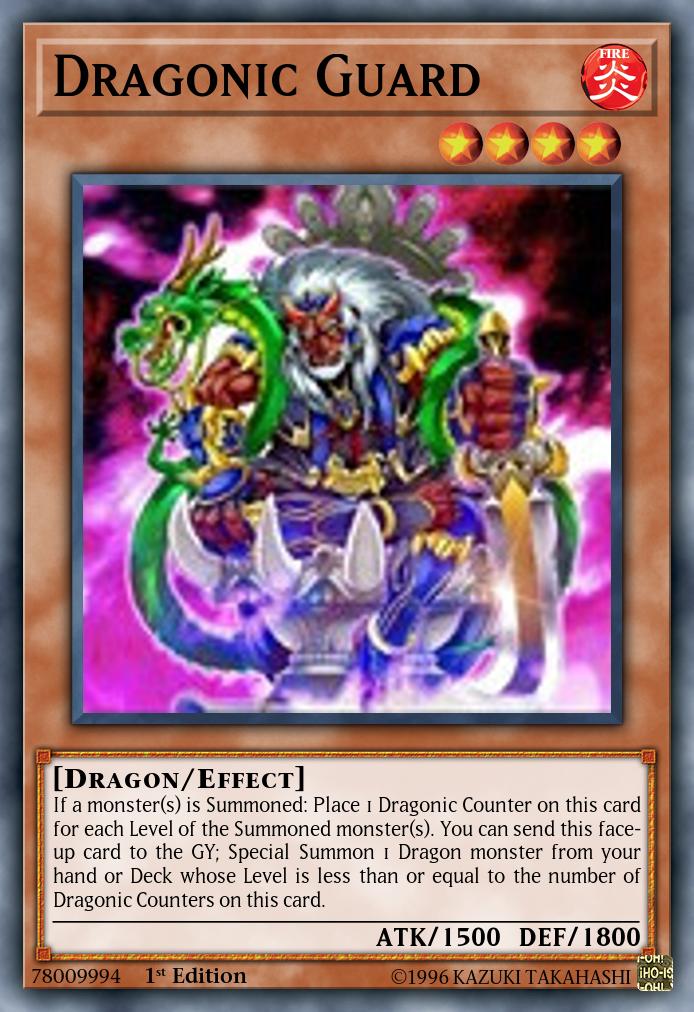 Dragonic Guard
FIRE
炎
[Dragon/Effect]
If a monster(s) is Summoned: Place 1 Dragonic Counter on this card
for each Level of the Summoned monster(s). You can send this face-
up card to the GY; Special Summon 1 Dragon monster from your
hand or Deck whose Level is less than or equal to the number of
Dragonic Counters on this card.
ATK/1500 DEF/1800
78009994 1st Edition ©1996 KAZUKI TAKAHASHI